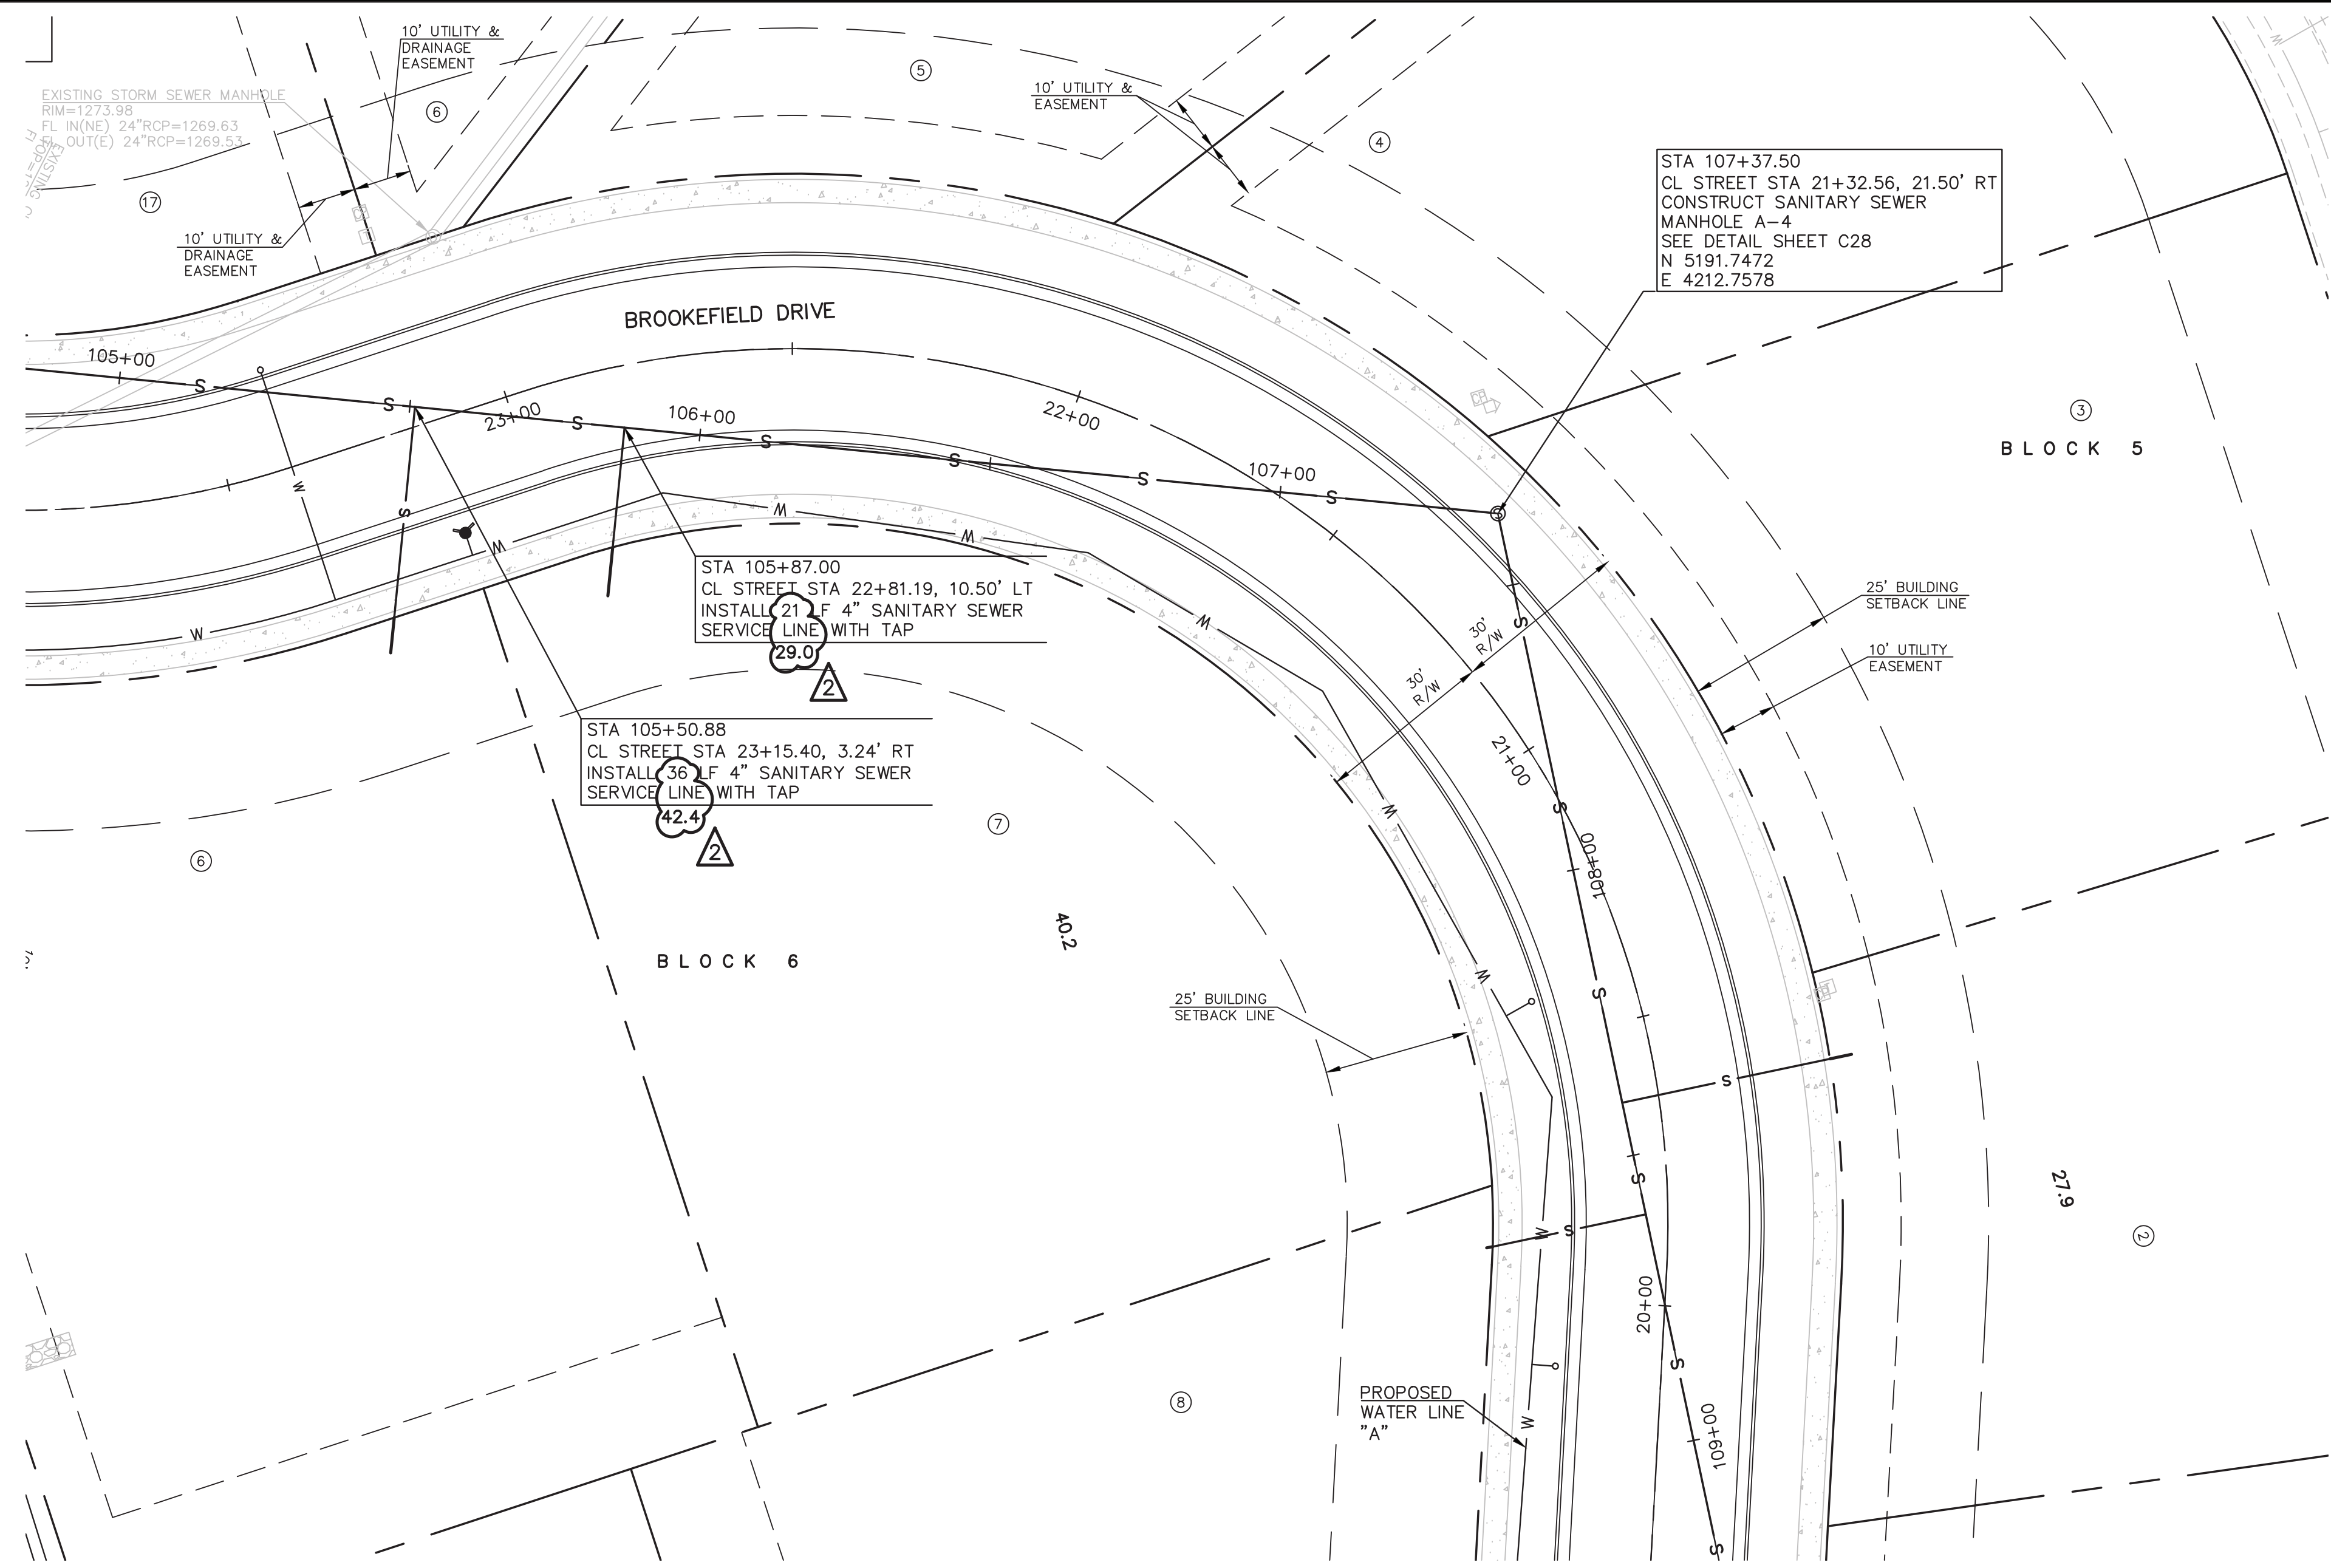 10' UTILITY &
DRAINAGE
EASEMENT
EXISTING STORM SEWER MANHOLE
RIM=1273.98
FL IN(NE) 24"RCP=1269.63
FL OUT(E) 24"RCP=1269.53
EXISTING
6
5
10' UTILITY &
EASEMENT
4
17
10' UTILITY &
DRAINAGE
EASEMENT
STA 107+37.50
CL STREET STA 21+32.56, 21.50' RT
CONSTRUCT SANITARY SEWER
MANHOLE A-4
SEE DETAIL SHEET C28
N 5191.7472
E 4212.7578
BROOKEFIELD DRIVE
105+00
23+00
106+00
22+00
107+00
S
S
S
S
S
S
S
S
W
S
W
W
W
W
W
3
BLOCK 5
STA 105+87.00
CL STREET STA 22+81.19, 10.50' LT
INSTALL 21 LF 4" SANITARY SEWER
SERVICE LINE WITH TAP
29.0
2
STA 105+50.88
CL STREET STA 23+15.40, 3.24' RT
INSTALL 36 LF 4" SANITARY SEWER
SERVICE LINE WITH TAP
42.4
2
30'
R/W
30'
R/W
25' BUILDING
SETBACK LINE
10' UTILITY
EASEMENT
S
21+00
S
W
108+00
7
6
40.2
BLOCK 6
W
S
25' BUILDING
SETBACK LINE
S
S
S
W
27.9
2
20+00
S
8
PROPOSED
WATER LINE
"A"
W
109+00
S